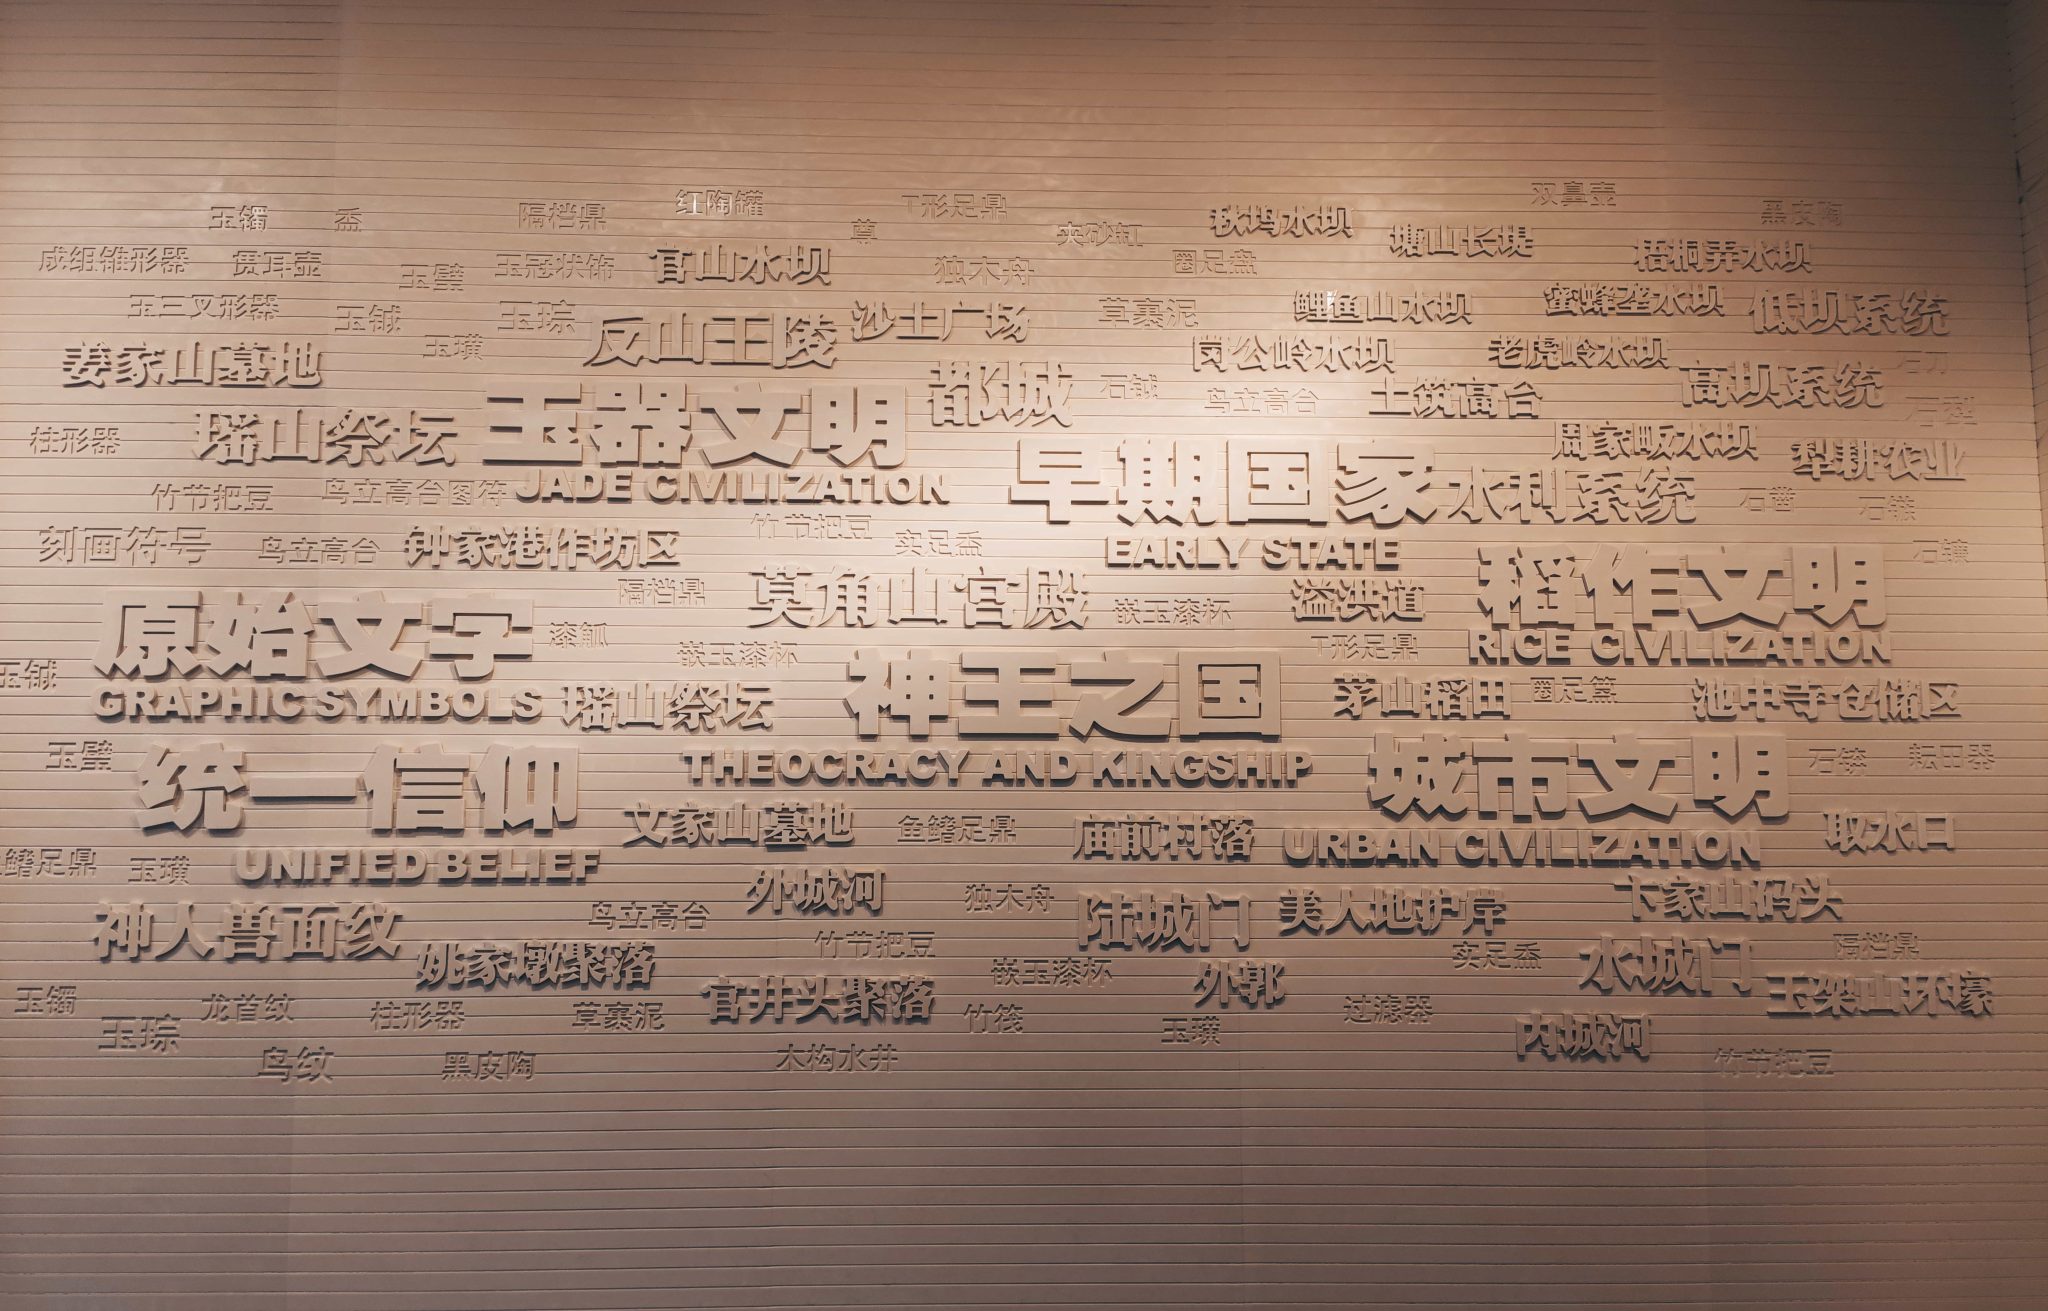 双鼻壶
红陶罐
T形足鼎
黑皮陶
玉镯
盉
隔档鼎
尊
夹砂缸
秧坞水坝
塘山长堤
梧桐弄水坝
成组锥形器
贯耳壶
玉璧
玉冠状饰
官山水坝
独木舟
圈足盘
玉三叉形器
玉钺
玉琮
反山王陵
沙土广场
草裹泥
鲤鱼山水坝
蜜蜂垄水坝
低坝系统
玉璜
岗公岭水坝
老虎岭水坝
石刀
姜家山墓地
都城
石钺
鸟立高台
土筑高台
高坝系统
石犁
柱形器
瑶山祭坛
玉器文明
JADE CIVILIZATION
周家畈水坝
犁耕农业
早期国家
EARLY STATE
水利系统
石凿
石镞
竹节把豆
鸟立高台图符
刻画符号
鸟立高台
钟家港作坊区
竹节把豆
实足盉
石镰
隔档鼎
莫角山宫殿
嵌玉漆杯
溢洪道
稻作文明
RICE CIVILIZATION
原始文字
GRAPHIC SYMBOLS
漆觚
嵌玉漆杯
T形足鼎
玉钺
瑶山祭坛
神王之国
THEOCRACY AND KINGSHIP
茅山稻田
圈足簋
池中寺仓储区
玉璧
统一信仰
UNIFIED BELIEF
城市文明
URBAN CIVILIZATION
石锛
耘田器
文家山墓地
鱼鳍足鼎
庙前村落
取水口
鳍足鼎
玉璜
外城河
独木舟
陆城门
美人地护岸
卞家山码头
神人兽面纹
鸟立高台
姚家墩聚落
竹节把豆
嵌玉漆杯
外郭
实足盉
水城门
隔档鼎
玉架山环壕
玉镯
龙首纹
柱形器
草裹泥
官井头聚落
竹筏
玉璜
过滤器
内城河
玉琮
鸟纹
黑皮陶
木构水井
竹节把豆